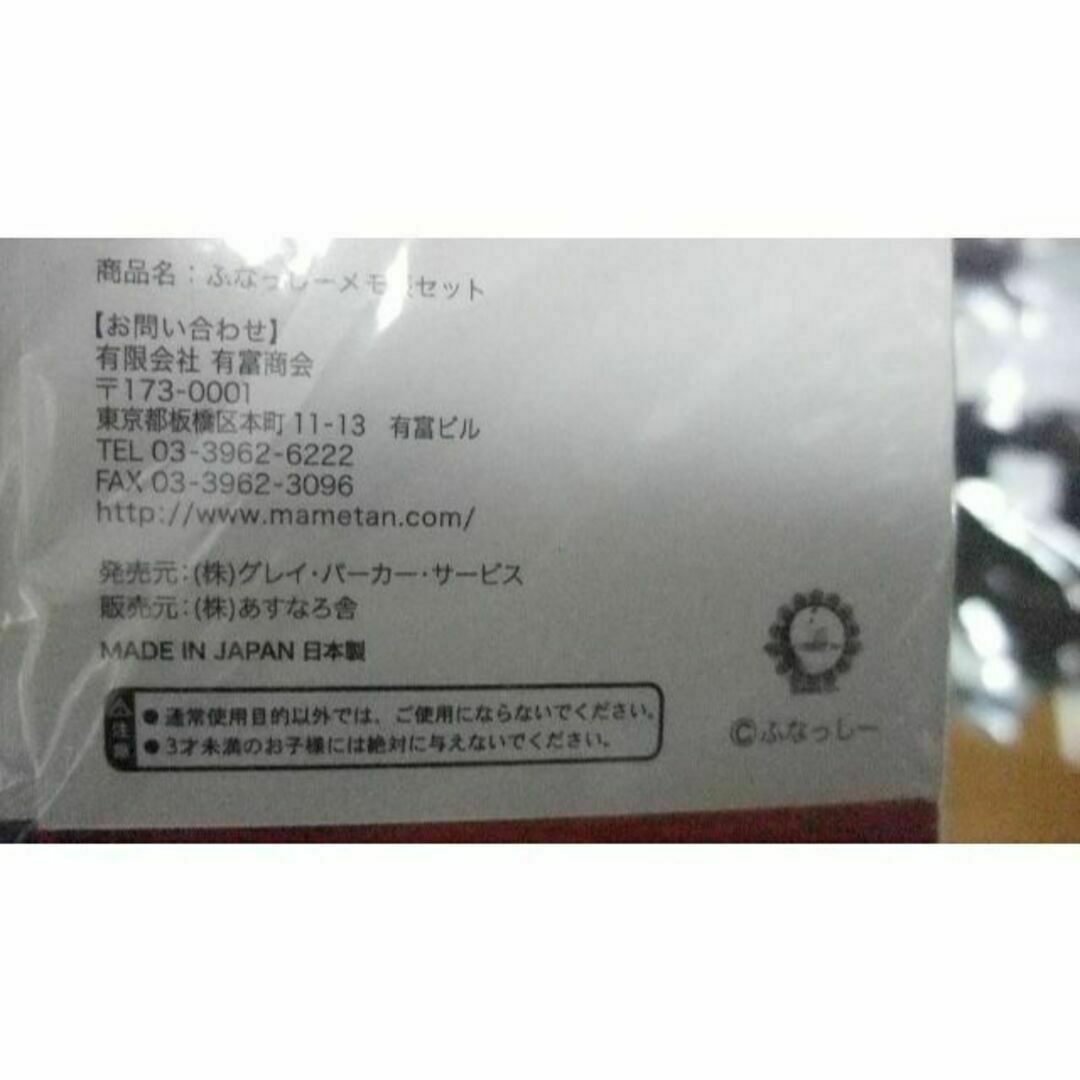 商品名：ふなっしーメモ セット
【お問い合わせ】
有限会社 有富商会
〒173-0001
東京都板橋区本町11-13 有富ビル
TEL 03-3962-6222
FAX 03-3962-3096
http://www.mametan.com/
発売元：(株)グレイ・パーカー・サービス
販売元：(株)あすなろ舎
MADE IN JAPAN 日本製
注意
●通常使用目的以外では、ご使用にならないでください。
●3才未満のお子様には絶対に与えないでください。
©ふなっしー